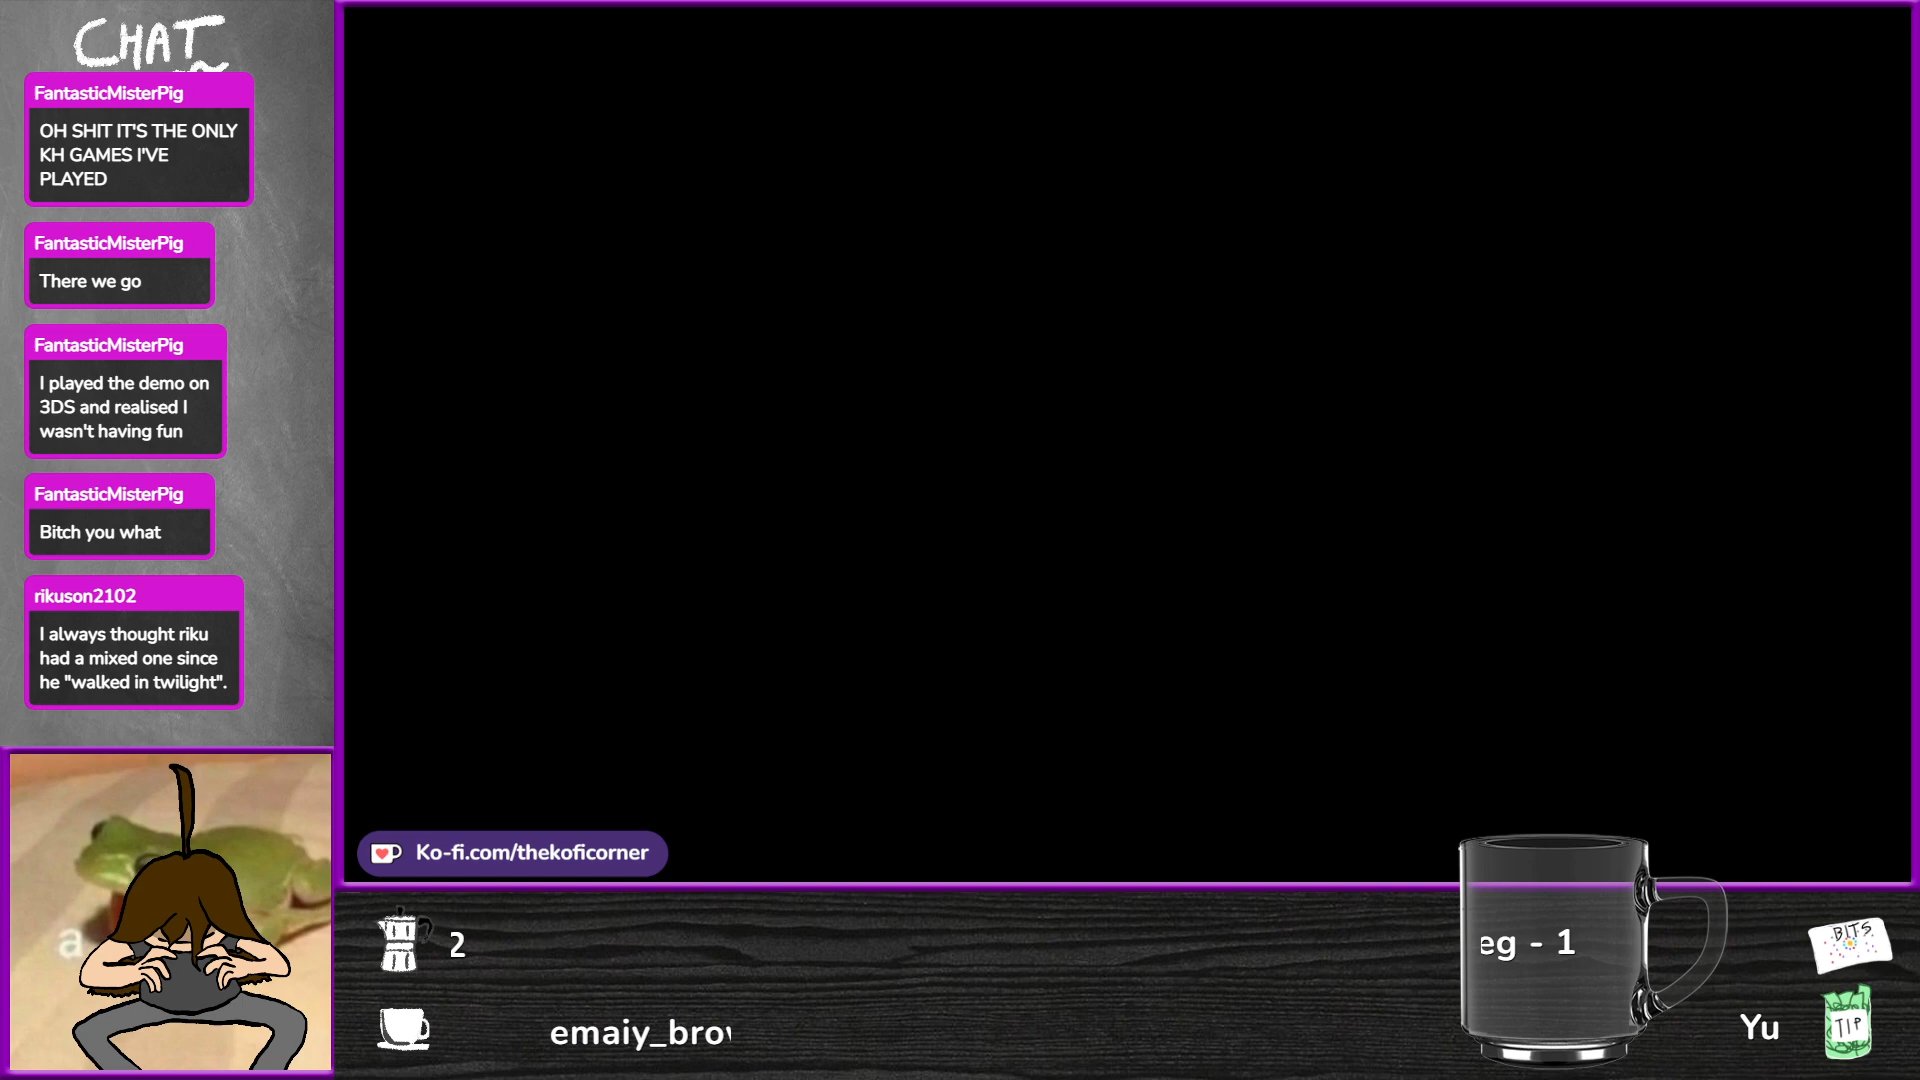 CHAT
FantasticMisterPig
OH SHIT IT'S THE ONLY
KH GAMES I'VE
PLAYED
FantasticMisterPig
There we go
FantasticMisterPig
I played the demo on
3DS and realised I
wasn't having fun
FantasticMisterPig
Bitch you what
rikuson2102
I always thought riku
had a mixed one since
he "walked in twilight".
a
Ko-fi.com/thekoficorner
2
eg - 1
BITS
emaiy_bro
Yu
TIP